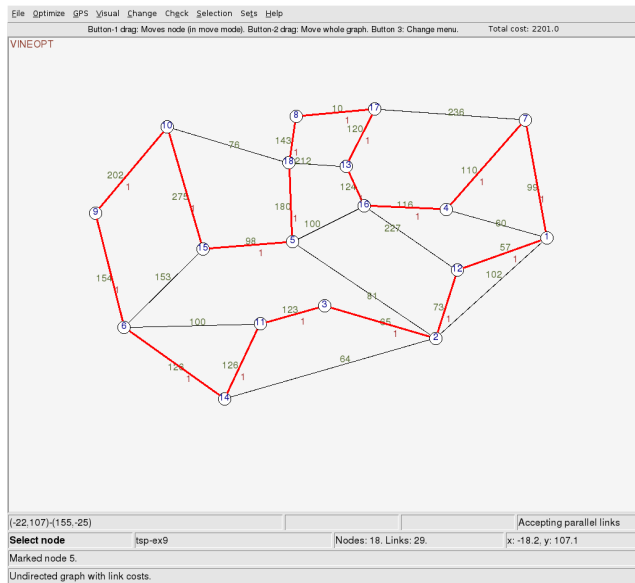 File Optimize GPS Visual Change Check Selection Sets Help
Button-1 drag: Moves node (in move mode). Button-2 drag: Move whole graph. Button 3: Change menu. Total cost: 2201.0
VINEOPT
10 17 236
8 1 7
10 120
143
76 1
18 212 13 110
202 124 99
1 275 1
180 16 116 4
9 1 1 60
100 227 1
98 5 57
15 1 12 1
154 153 102
1 81 73
123 3
6 100 11 1 65 1
1 2
126 64
123 1
1
14
(-22,107)-(155,-25) Accepting parallel links
Select node tsp-ex9 Nodes: 18. Links: 29. x: -18.2, y: 107.1
Marked node 5.
Undirected graph with link costs.